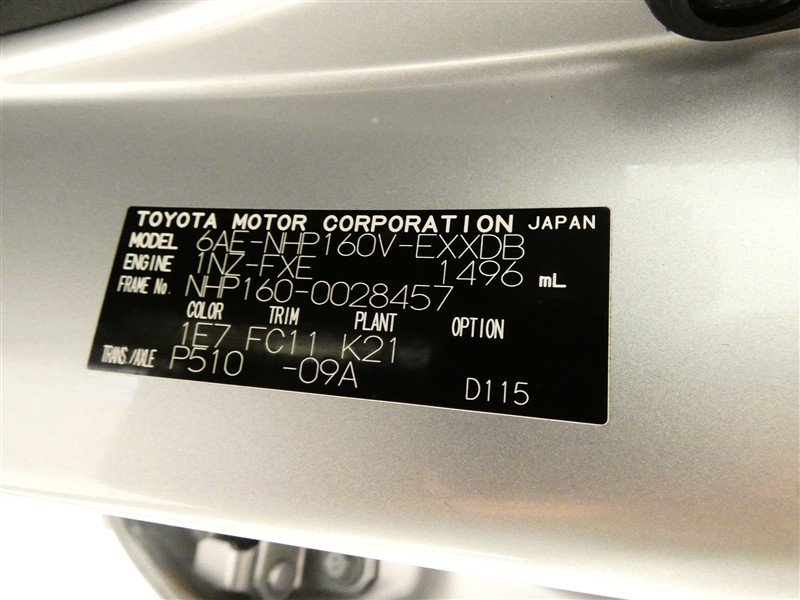 TOYOTA MOTOR CORPORATION JAPAN
MODEL 6AE-NHP160V-EXXDB
ENGINE 1NZ-FXE 1496 mL
FRAME No. NHP160-0028457
COLOR TRIM PLANT OPTION
1E7 FC11 K21
TRANS./AXLE P510 -09A
D115